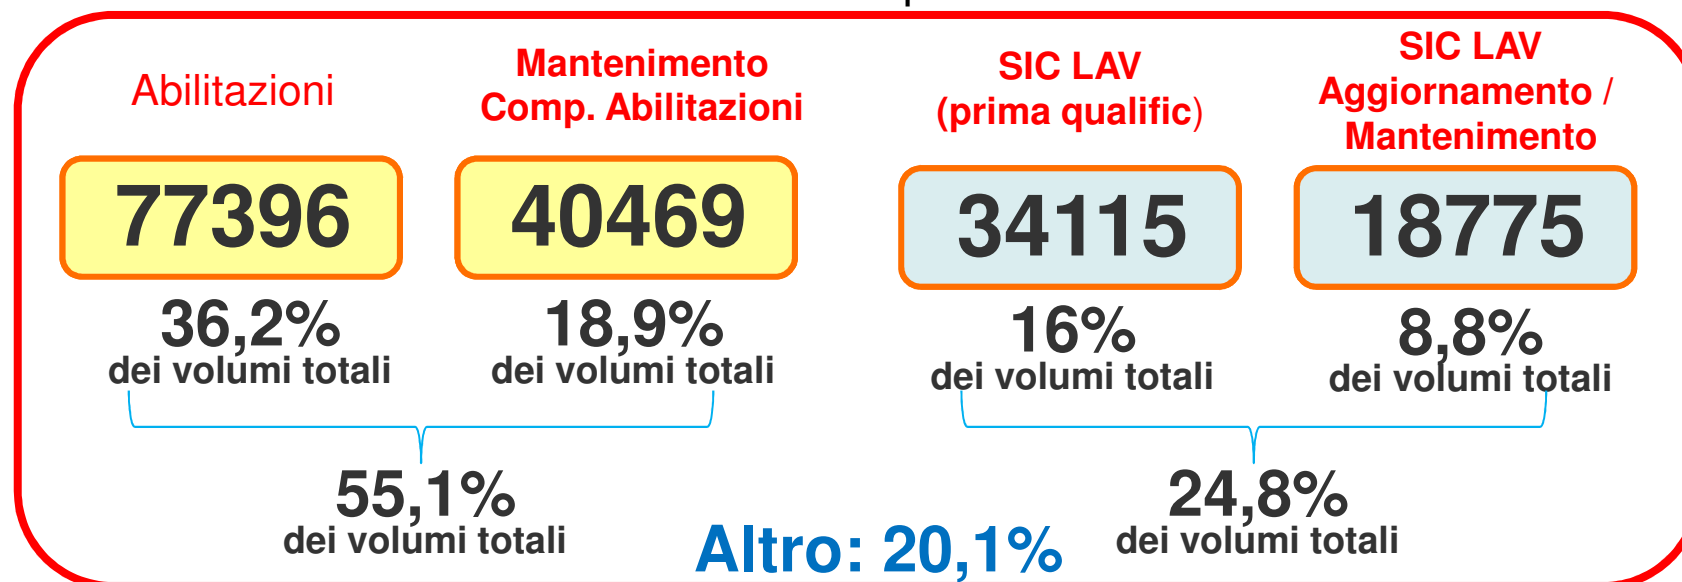 Abilitazioni
Mantenimento
Comp. Abilitazioni
SIC LAV
(prima qualific)
SIC LAV
Aggiornamento /
Mantenimento
77396
40469
34115
18775
36,2%
dei volumi totali
18,9%
dei volumi totali
16%
dei volumi totali
8,8%
dei volumi totali
55,1%
dei volumi totali
24,8%
dei volumi totali
Altro: 20,1%